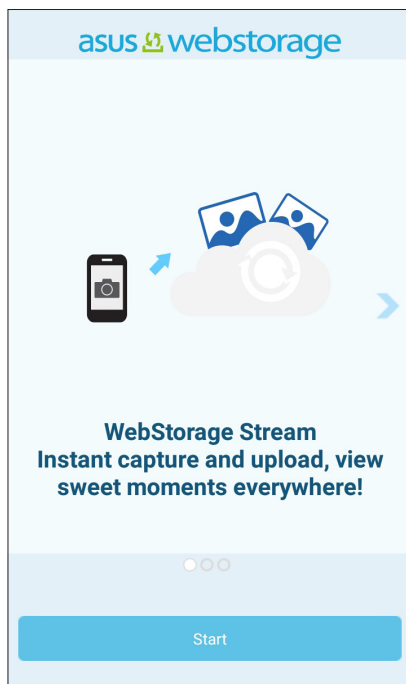 asus webstorage
WebStorage Stream
Instant capture and upload, view
sweet moments everywhere!
Start